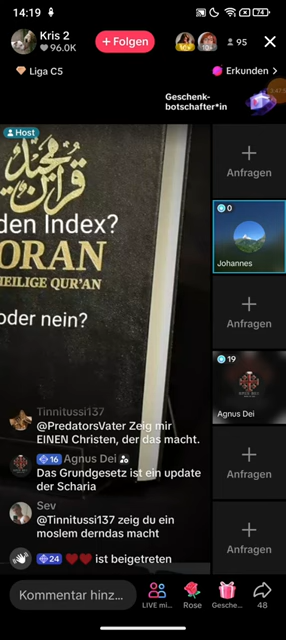 14:19
74
Kris 2
96.0K
+ Folgen
95
Liga C5
Erkunden >
Geschenk-
botschafter*in
Host
قرآن مجيد
den Index?
ORAN
HEILIGE QUR'AN
oder nein?
Anfragen
0
Johannes
Anfragen
19
Agnus Dei
Anfragen
Anfragen
Tinnitussi137
@PredatorsVater Zeig mir
EINEN Christen, der das macht.
16 Agnus Dei
Das Grundgesetz ist ein update
der Scharia
Sev
@Tinnitussi137 zeig du ein
moslem derndas macht
24 ist beigetreten
Kommentar hinz...
LIVE mi...
Rose
Gesche...
48